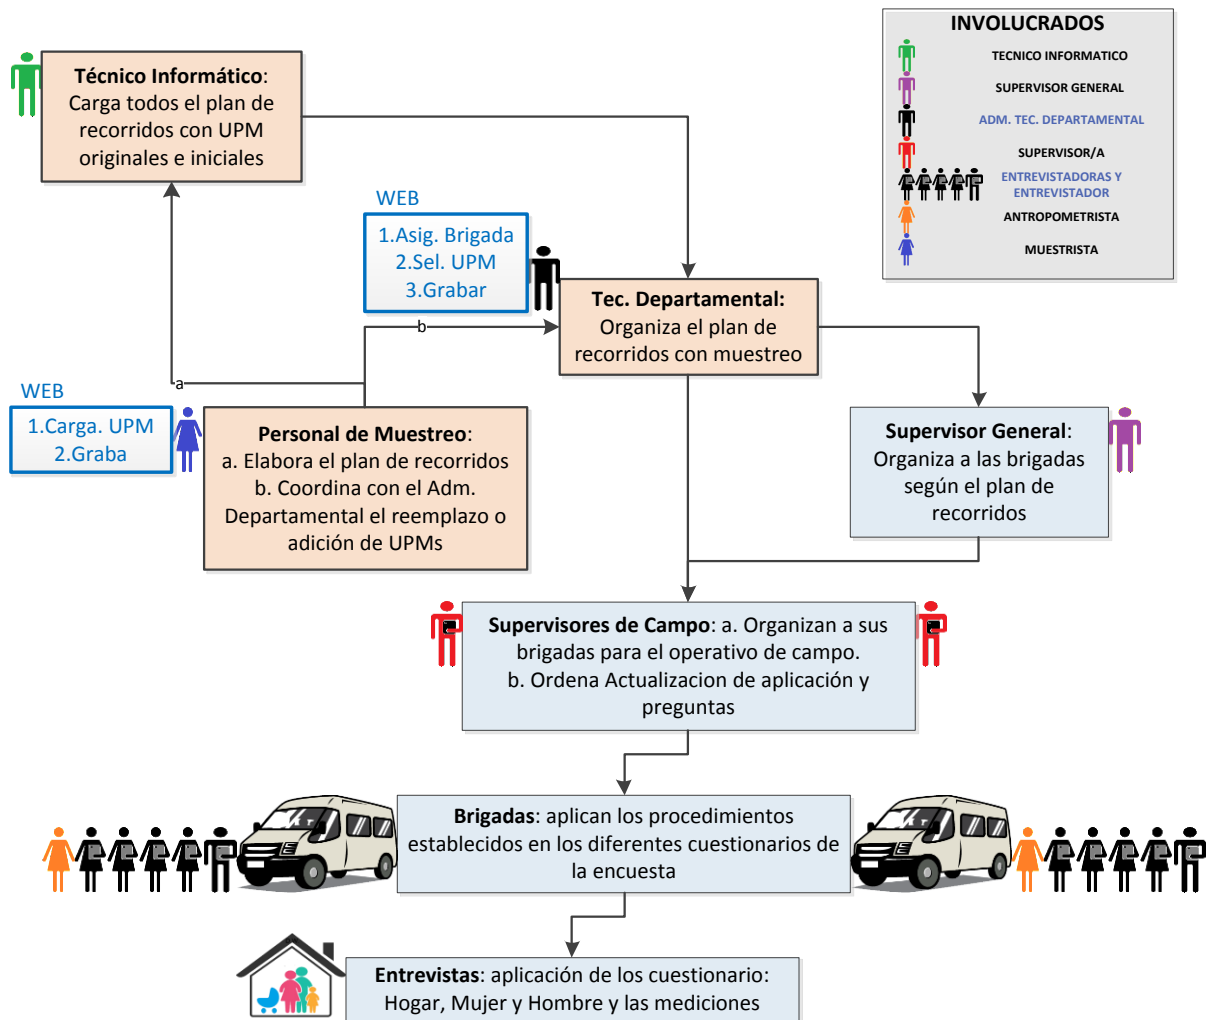 INVOLUCRADOS
TECNICO INFORMATICO
SUPERVISOR GENERAL
ADM. TEC. DEPARTAMENTAL
SUPERVISOR/A
ENTREVISTADORAS Y
ENTREVISTADOR
ANTROPOMETRISTA
MUESTRISTA
Técnico Informático:
Carga todos el plan de
recorridos con UPM
originales e iniciales
WEB
1.Asig. Brigada
2.Sel. UPM
3.Grabar
Tec. Departamental:
Organiza el plan de
recorridos con muestreo
b
a
WEB
1.Carga. UPM
2.Graba
Personal de Muestreo:
a. Elabora el plan de recorridos
b. Coordina con el Adm.
Departamental el reemplazo o
adición de UPMs
Supervisor General:
Organiza a las brigadas
según el plan de
recorridos
Supervisores de Campo: a. Organizan a sus
brigadas para el operativo de campo.
b. Ordena Actualizacion de aplicación y
preguntas
Brigadas: aplican los procedimientos
establecidos en los diferentes cuestionarios de
la encuesta
Entrevistas: aplicación de los cuestionario:
Hogar, Mujer y Hombre y las mediciones